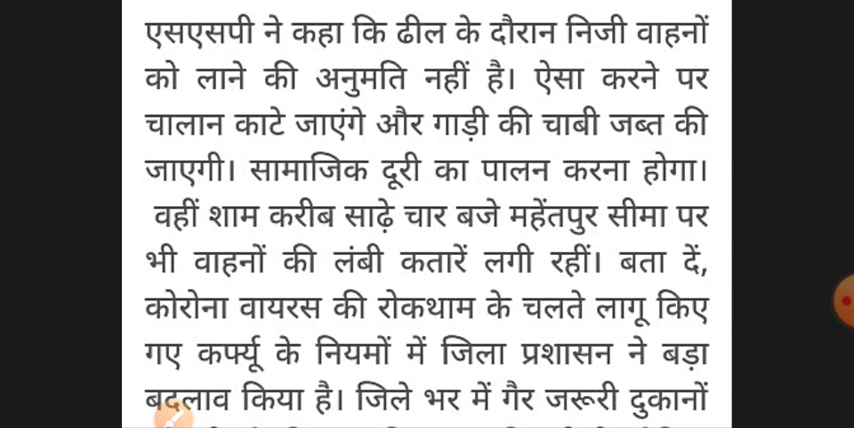 एसएसपी ने कहा कि ढील के दौरान निजी वाहनों
को लाने की अनुमति नहीं है। ऐसा करने पर
चालान काटे जाएंगे और गाड़ी की चाबी जब्त की
जाएगी। सामाजिक दूरी का पालन करना होगा।
वहीं शाम करीब साढ़े चार बजे महेंतपुर सीमा पर
भी वाहनों की लंबी कतारें लगी रहीं। बता दें,
कोरोना वायरस की रोकथाम के चलते लागू किए
गए कर्फ्यू के नियमों में जिला प्रशासन ने बड़ा
बदलाव किया है। जिले भर में गैर जरूरी दुकानों